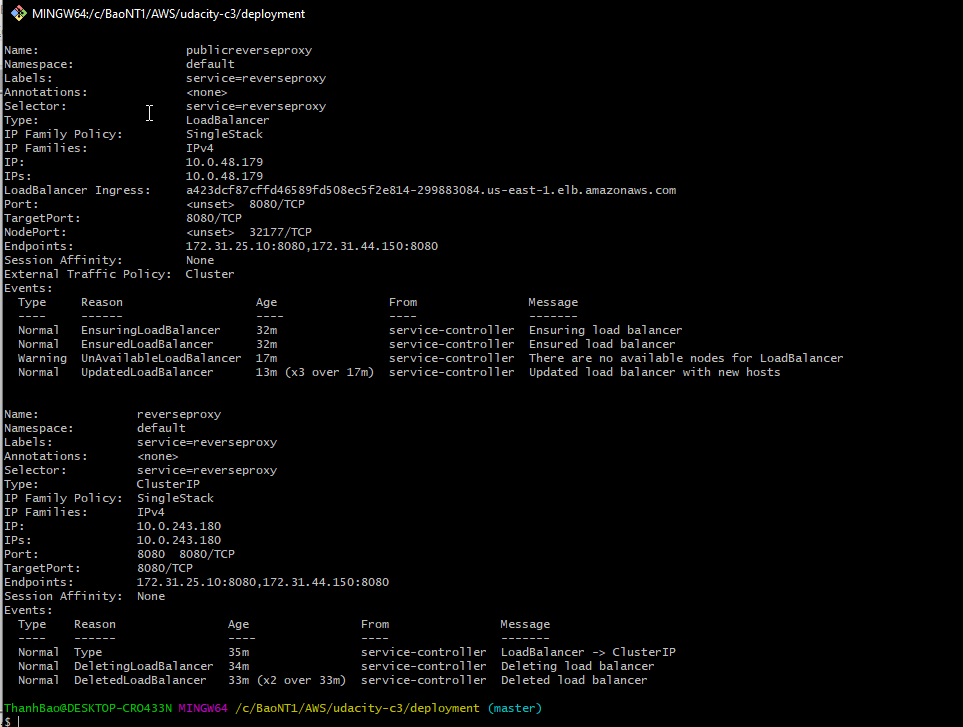 MINGW64:/c/BaoNT1/AWS/udacity-c3/deployment
Name: publicreverseproxy
Namespace: default
Labels: service=reverseproxy
Annotations: <none>
Selector: service=reverseproxy
Type: LoadBalancer
IP Family Policy: SingleStack
IP Families: IPv4
IP: 10.0.48.179
IPs: 10.0.48.179
LoadBalancer Ingress: a423dcf87cffd46589fd508ec5f2e814-299883084.us-east-1.elb.amazonaws.com
Port: <unset> 8080/TCP
TargetPort: 8080/TCP
NodePort: <unset> 32177/TCP
Endpoints: 172.31.25.10:8080,172.31.44.150:8080
Session Affinity: None
External Traffic Policy: Cluster
Events:
Type Reason Age From Message
---- ------ ---- ---- -------
Normal EnsuringLoadBalancer 32m service-controller Ensuring load balancer
Normal EnsuredLoadBalancer 32m service-controller Ensured load balancer
Warning UnAvailableLoadBalancer 17m service-controller There are no available nodes for LoadBalancer
Normal UpdatedLoadBalancer 13m (x3 over 17m) service-controller Updated load balancer with new hosts
Name: reverseproxy
Namespace: default
Labels: service=reverseproxy
Annotations: <none>
Selector: service=reverseproxy
Type: ClusterIP
IP Family Policy: SingleStack
IP Families: IPv4
IP: 10.0.243.180
IPs: 10.0.243.180
Port: 8080 8080/TCP
TargetPort: 8080/TCP
Endpoints: 172.31.25.10:8080,172.31.44.150:8080
Session Affinity: None
Events:
Type Reason Age From Message
---- ------ ---- ---- -------
Normal Type 35m service-controller LoadBalancer -> ClusterIP
Normal DeletingLoadBalancer 34m service-controller Deleting load balancer
Normal DeletedLoadBalancer 33m (x2 over 33m) service-controller Deleted load balancer
ThanhBao@DESKTOP-CRO433N MINGW64 /c/BaoNT1/AWS/udacity-c3/deployment (master)
$